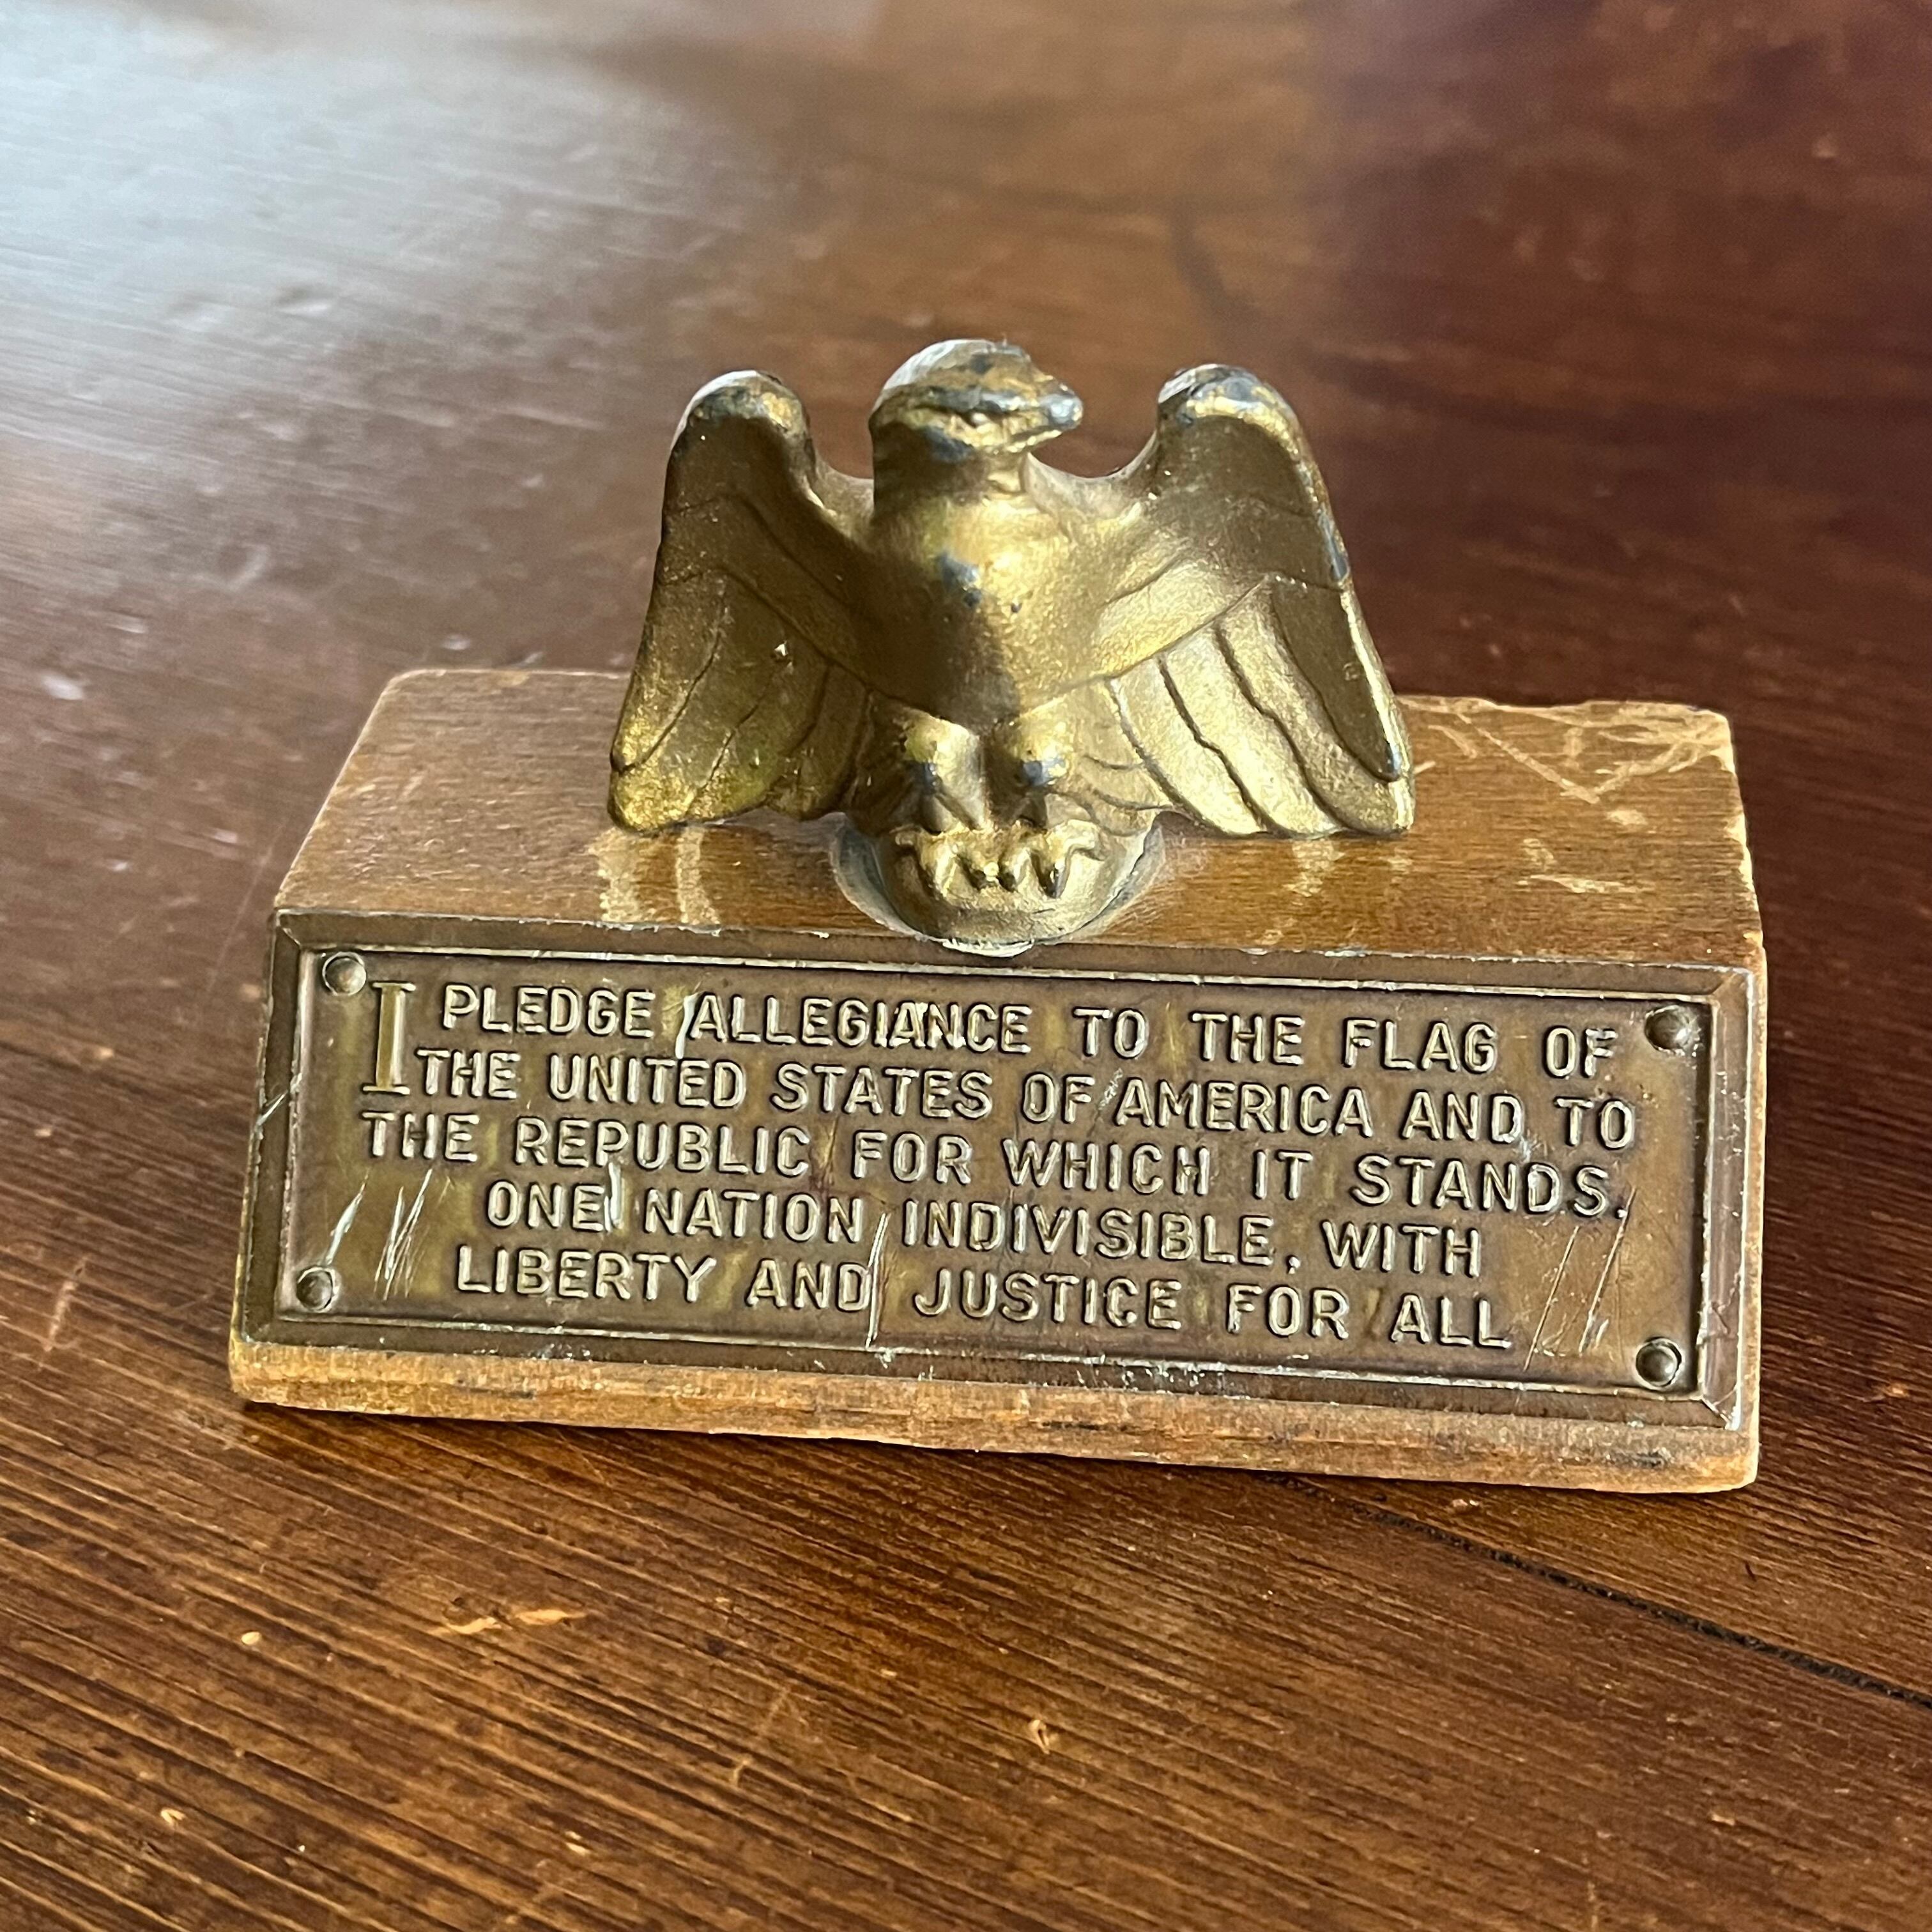 I PLEDGE ALLEGIANCE TO THE FLAG OF
THE UNITED STATES OF AMERICA AND TO
THE REPUBLIC FOR WHICH IT STANDS.
ONE NATION INDIVISIBLE, WITH
LIBERTY AND JUSTICE FOR ALL